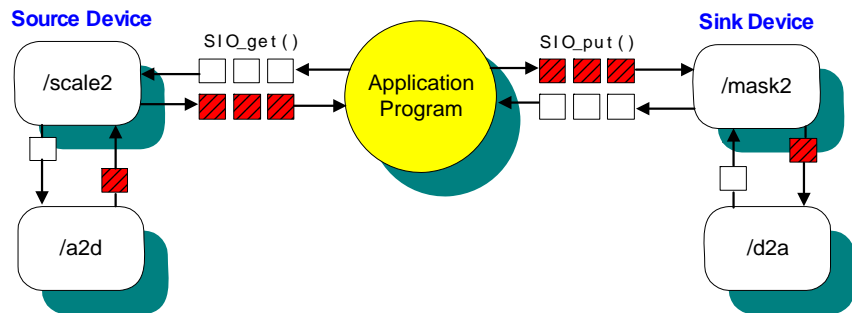 Source Device
SIO_get()
SIO_put()
Sink Device
/scale2
Application
Program
/mask2
/a2d
/d2a